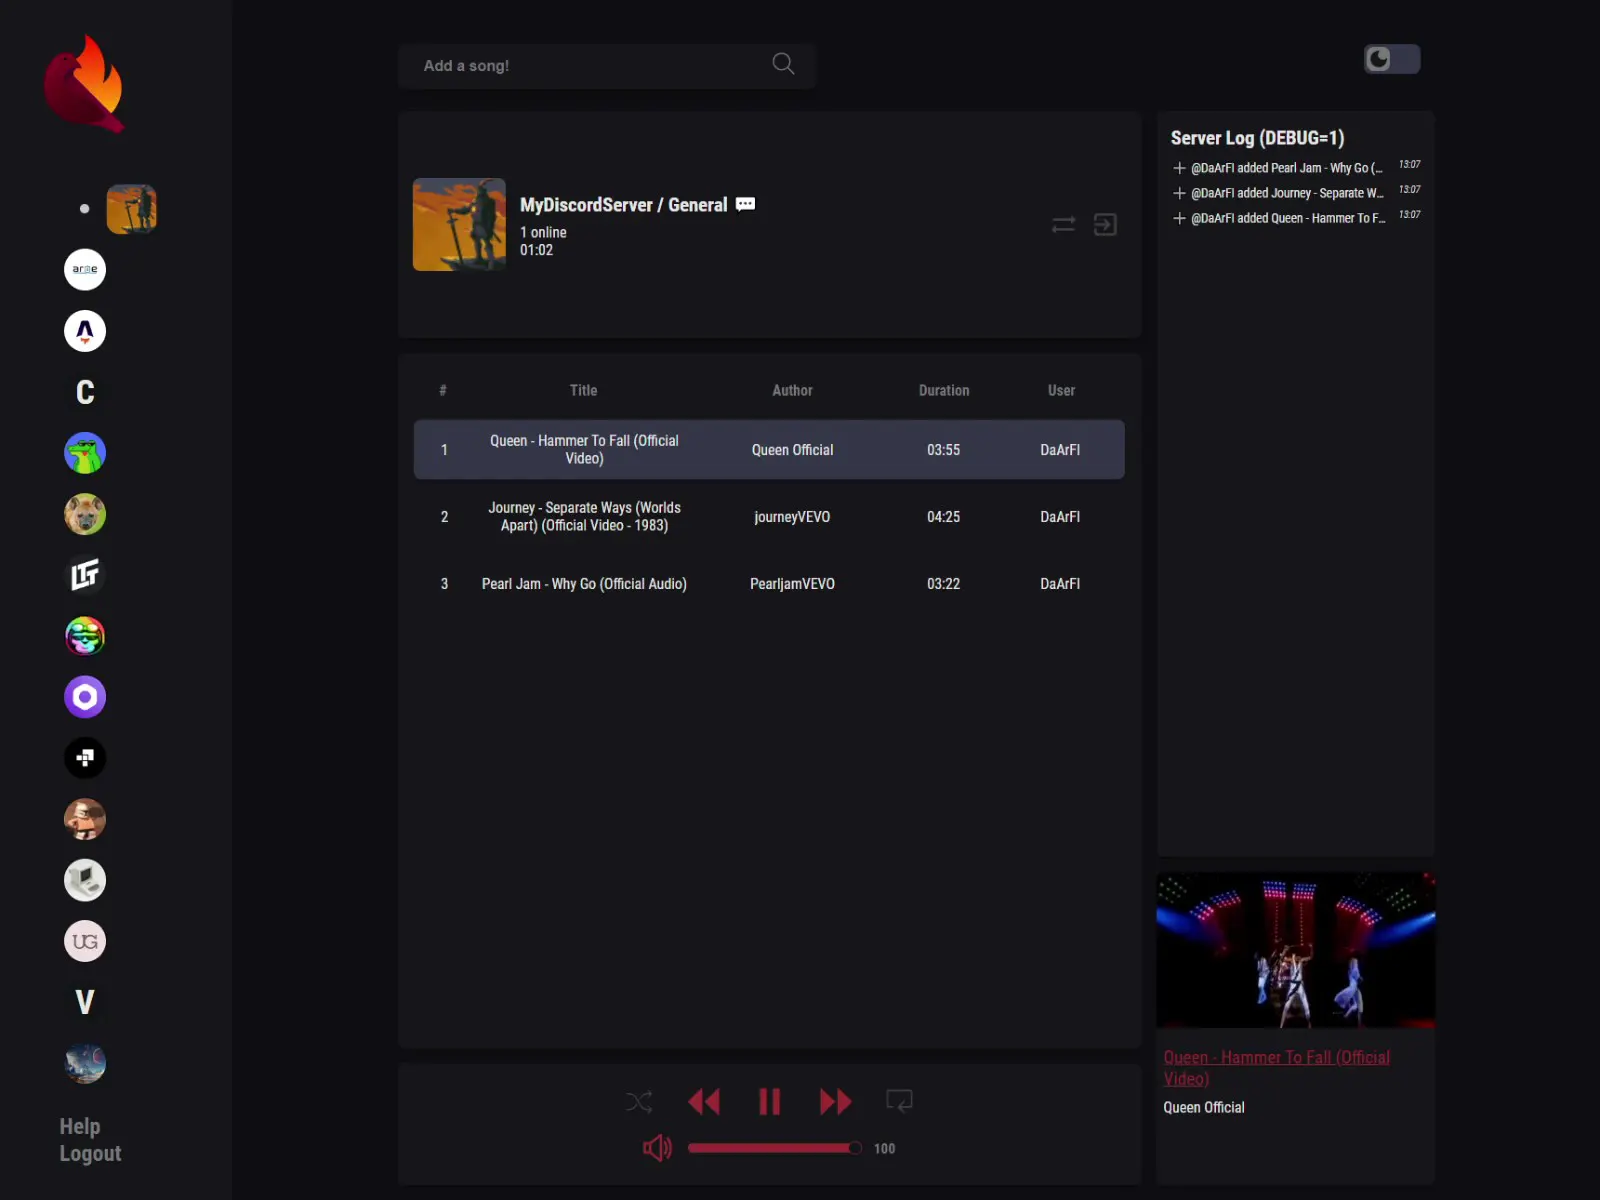 Add a song!
MyDiscordServer / General
1 online
01:02
Server Log (DEBUG=1)
@DaArFI added Pearl Jam - Why Go (... 13:07
@DaArFI added Journey - Separate W... 13:07
@DaArFI added Queen - Hammer To F... 13:07
# Title Author Duration User
1 Queen - Hammer To Fall (Official Video) Queen Official 03:55 DaArFI
2 Journey - Separate Ways (Worlds Apart) (Official Video - 1983) journeyVEVO 04:25 DaArFI
3 Pearl Jam - Why Go (Official Audio) PearljamVEVO 03:22 DaArFI
C
LTT
UG
V
Help
Logout
100
Queen - Hammer To Fall (Official
Video)
Queen Official